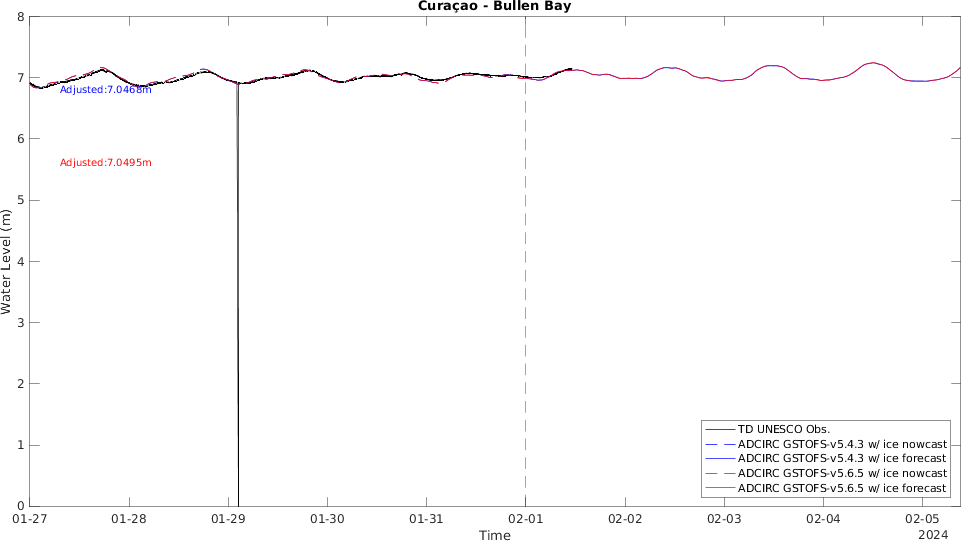 Curaçao - Bullen Bay
8
7
6
5
4
3
2
1
0
Water Level (m)
Adjusted:7.0468m
Adjusted:7.0495m
TD UNESCO Obs.
ADCIRC GSTOFS-v5.4.3 w/ ice nowcast
ADCIRC GSTOFS-v5.4.3 w/ ice forecast
ADCIRC GSTOFS-v5.6.5 w/ ice nowcast
ADCIRC GSTOFS-v5.6.5 w/ ice forecast
01-27 01-28 01-29 01-30 01-31 02-01 02-02 02-03 02-04 02-05
Time
2024